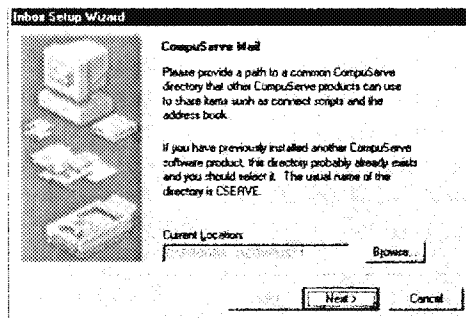 Inbox Setup Wizard
CompuServe Mail
Please provide a path to a common CompuServe
directory that other CompuServe products can use
to share items such as connect scripts and the
address book.
If you have previously installed another CompuServe
software product, this directory probably already exists
and you should select it. The usual name of the
directory is CSERVE.
Current Location:
Browse...
Next >
Cancel